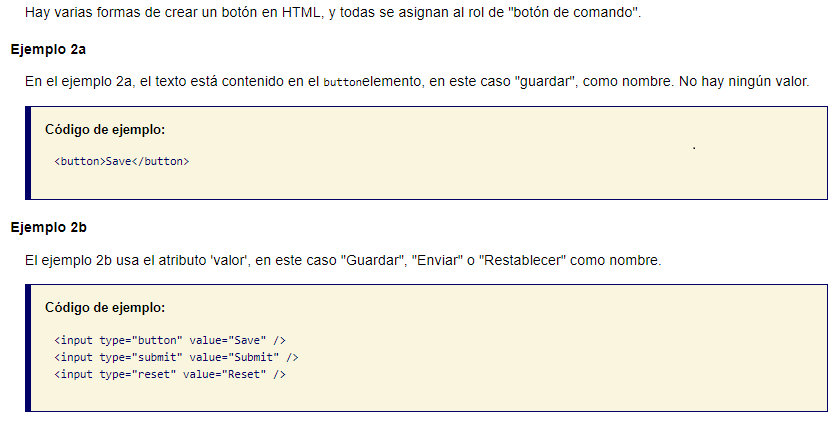 Hay varias formas de crear un botón en HTML, y todas se asignan al rol de "botón de comando".
Ejemplo 2a
En el ejemplo 2a, el texto está contenido en el buttonelemento, en este caso "guardar", como nombre. No hay ningún valor.
Código de ejemplo:
<button>Save</button>
Ejemplo 2b
El ejemplo 2b usa el atributo 'valor', en este caso "Guardar", "Enviar" o "Restablecer" como nombre.
Código de ejemplo:
<input type="button" value="Save" />
<input type="submit" value="Submit" />
<input type="reset" value="Reset" />